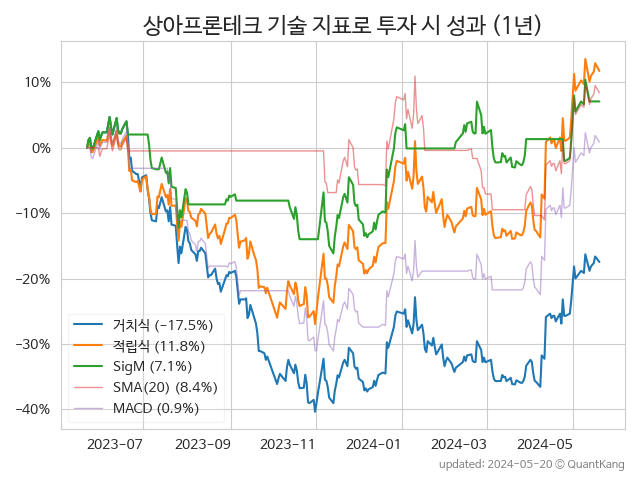 상아프론테크 기술 지표로 투자 시 성과 (1년)
10%
0%
−10%
−20%
−30%
−40%
거치식 (−17.5%)
적립식 (11.8%)
SigM (7.1%)
SMA(20) (8.4%)
MACD (0.9%)
2023-07
2023-09
2023-11
2024-01
2024-03
2024-05
updated: 2024-05-20 © QuantKang